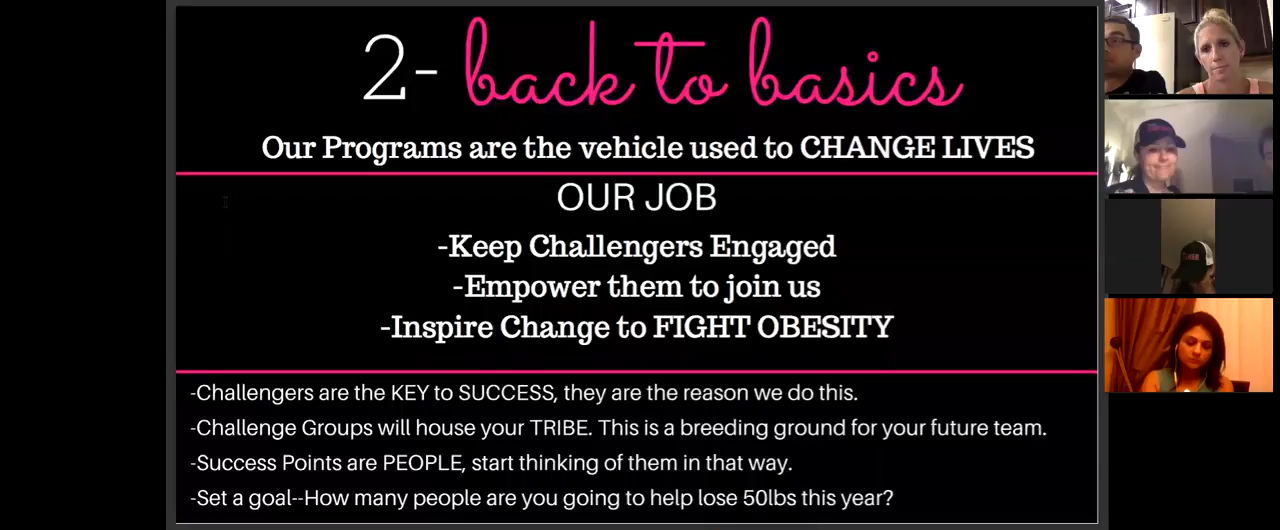 2- back to basics
Our Programs are the vehicle used to CHANGE LIVES
OUR JOB
-Keep Challengers Engaged
-Empower them to join us
-Inspire Change to FIGHT OBESITY
-Challengers are the KEY to SUCCESS, they are the reason we do this.
-Challenge Groups will house your TRIBE. This is a breeding ground for your future team.
-Success Points are PEOPLE, start thinking of them in that way.
-Set a goal--How many people are you going to help lose 50lbs this year?